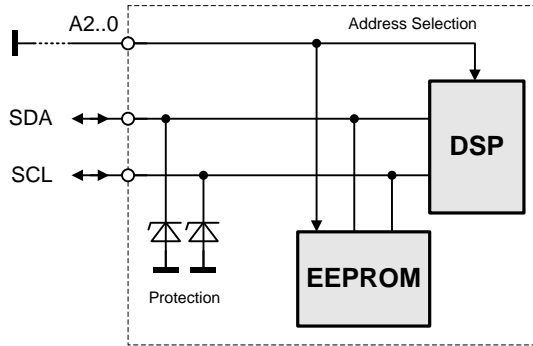 A2..0
Address Selection
SDA
DSP
SCL
EEPROM
Protection